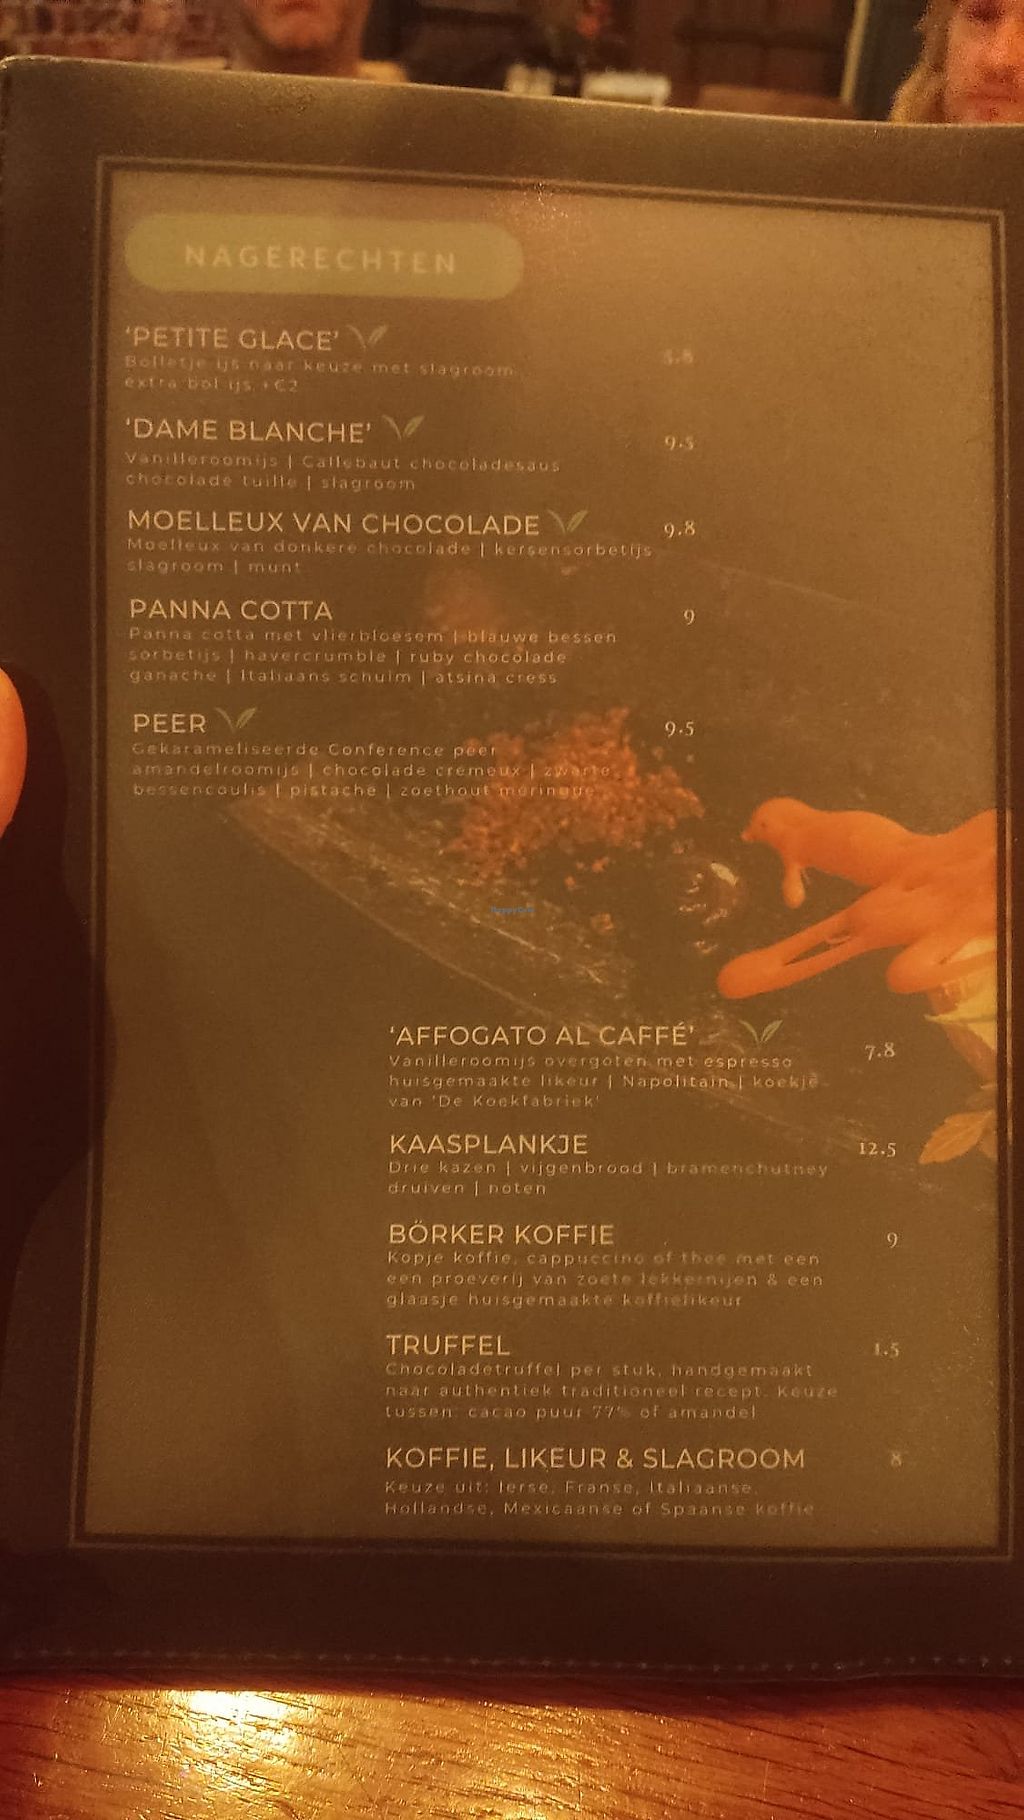 NAGERECHTEN
'PETITE GLACE'
Bolletje ijs naar keuze met slagroom
extra bol ijs +€2
'DAME BLANCHE' 9.5
Vanilleroomijs | Callebaut chocoladesaus
chocolade tuille | slagroom
MOELLEUX VAN CHOCOLADE 9.8
Moelleux van donkere chocolade | kersensorbetijs
slagroom | munt
PANNA COTTA 9
Panna cotta met vlierbloesem | blauwe bessen
sorbetijs | havercrumble | ruby chocolade
ganache | Italiaans schuim | atsina cress
PEER 9.5
Gekarameliseerde Conference peer
amandelroomijs | chocolade crémeux | zwarte
bessencoulis | pistache | zoethout meringue
'AFFOGATO AL CAFFÉ' 7.8
Vanilleroomijs overgoten met espresso
huisgemaakte likeur | Napolitain | koekje
van 'De Koekfabriek'
KAASPLANKJE 12.5
Drie kazen | vijgenbrood | bramenchutney
druiven | noten
BÖRKER KOFFIE 9
Kopje koffie, cappuccino of thee met een
een proeverij van zoete lekkernijen & een
glaasje huisgemaakte koffielikeur
TRUFFEL 1.5
Chocoladetruffel per stuk, handgemaakt
naar authentiek traditioneel recept. Keuze
tussen: cacao puur 77% of amandel
KOFFIE, LIKEUR & SLAGROOM 8
Keuze uit: Ierse, Franse, Italiaanse,
Hollandse, Mexicaanse of Spaanse koffie